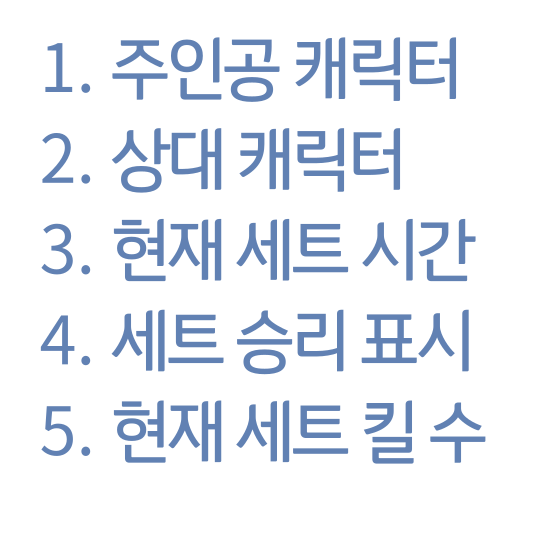 1. 주인공 캐릭터
2. 상대 캐릭터
3. 현재 세트 시간
4. 세트 승리 표시
5. 현재 세트 킬 수